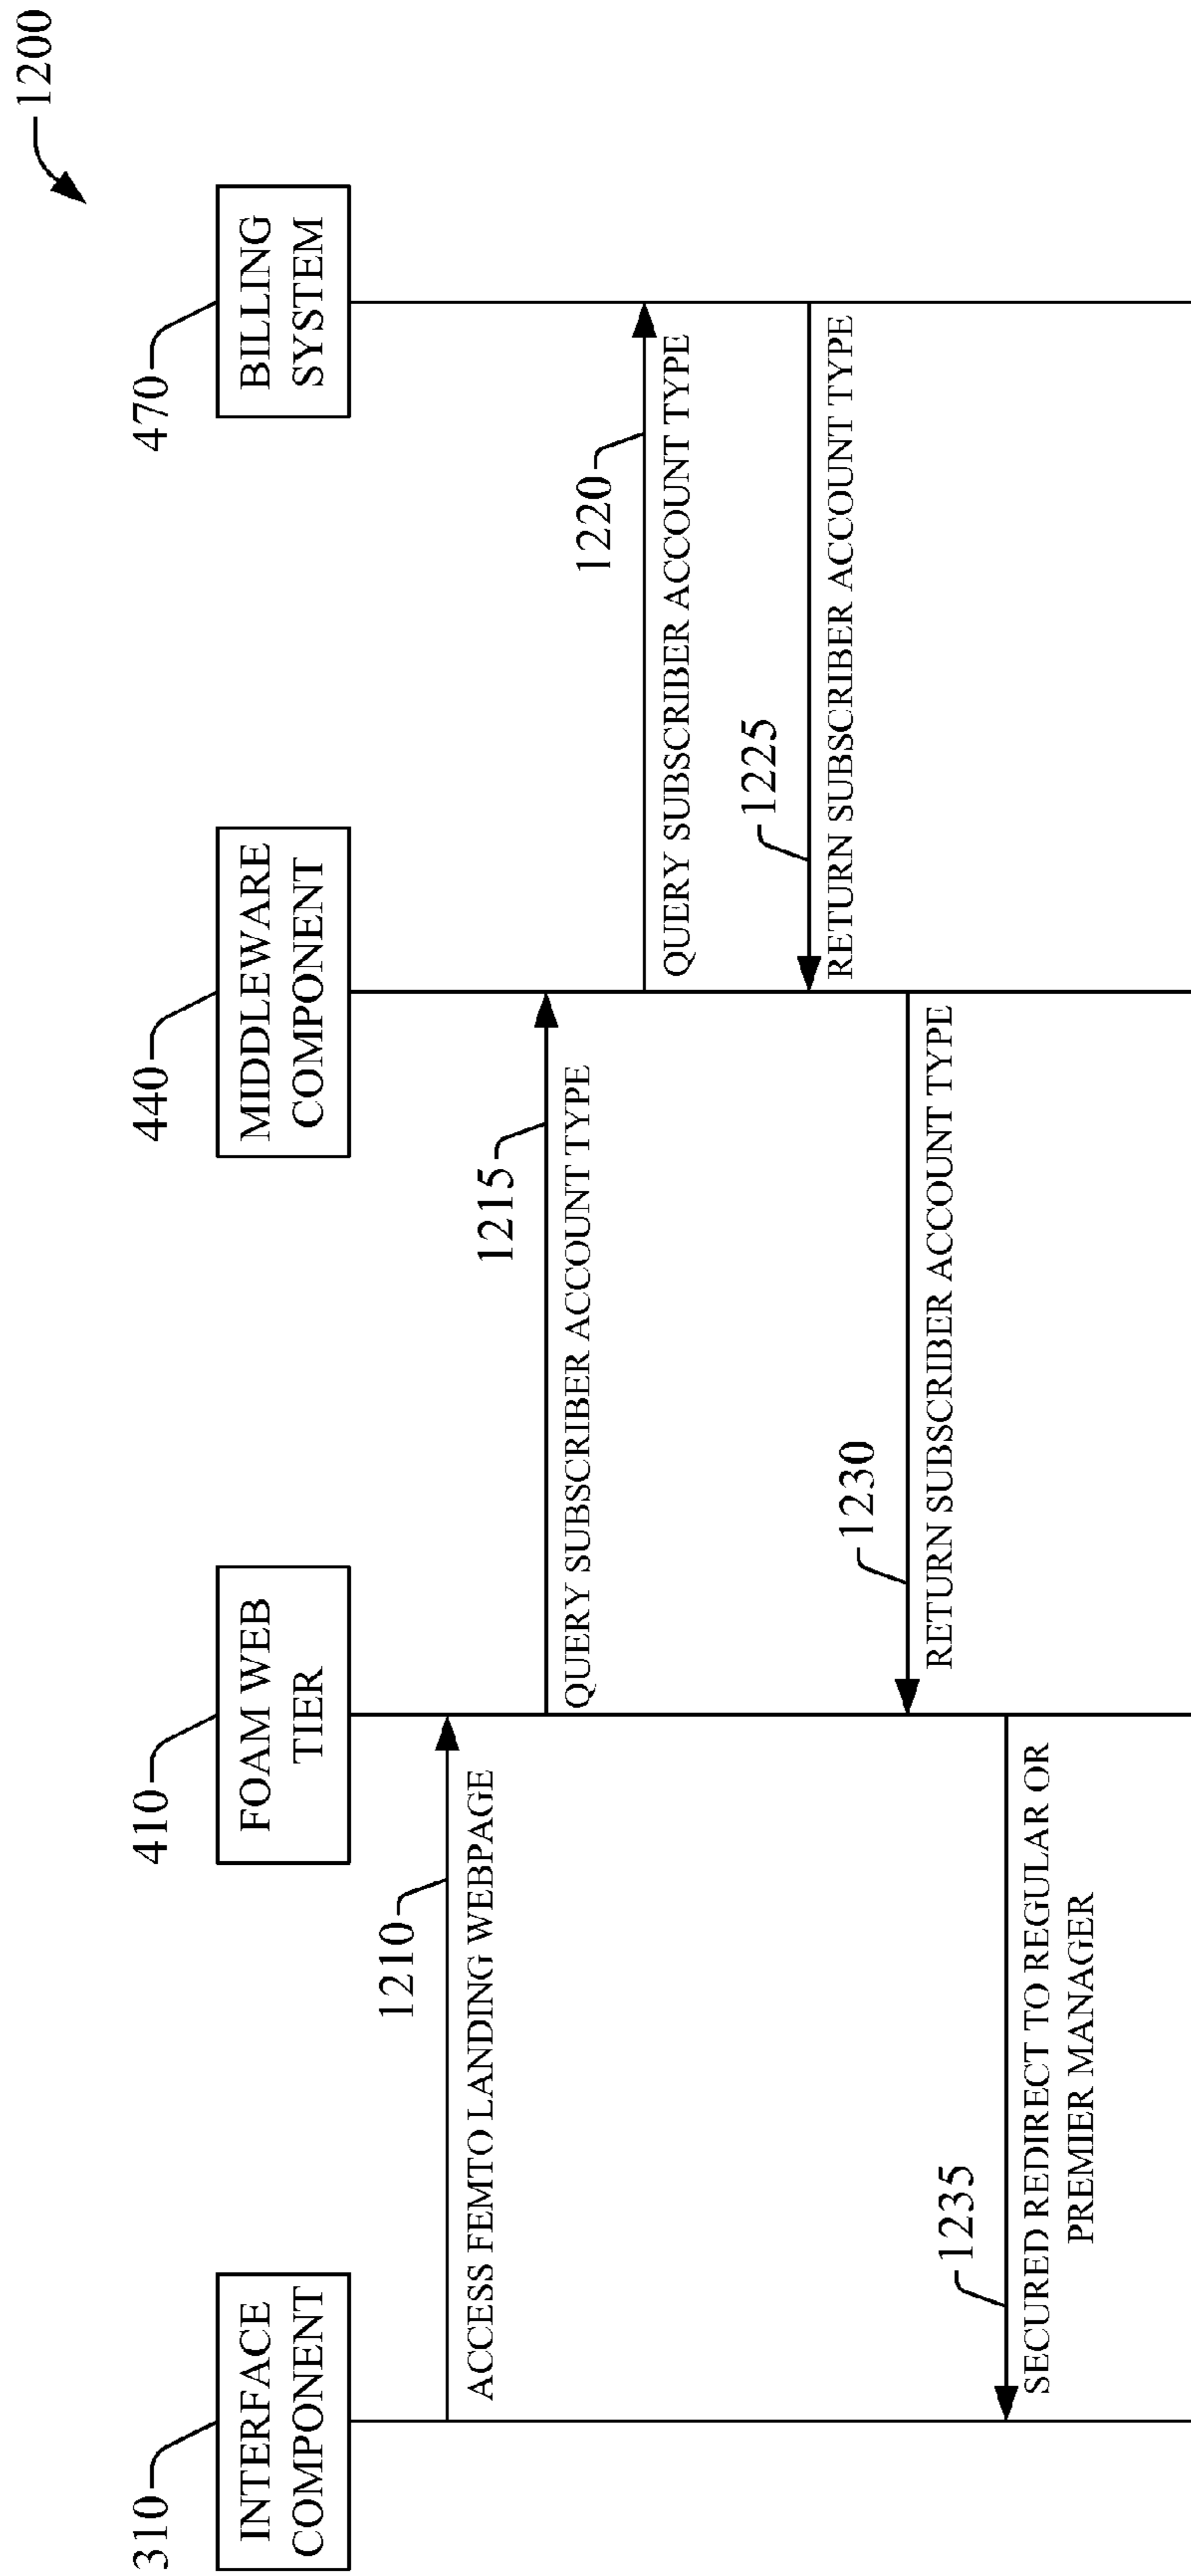 1200
310
INTERFACE
COMPONENT
410
FOAM WEB
TIER
440
MIDDLEWARE
COMPONENT
470
BILLING
SYSTEM
1210
ACCESS FEMTO LANDING WEBPAGE
1215
QUERY SUBSCRIBER ACCOUNT TYPE
1220
QUERY SUBSCRIBER ACCOUNT TYPE
1225
RETURN SUBSCRIBER ACCOUNT TYPE
1230
RETURN SUBSCRIBER ACCOUNT TYPE
1235
SECURED REDIRECT TO REGULAR OR
PREMIER MANAGER